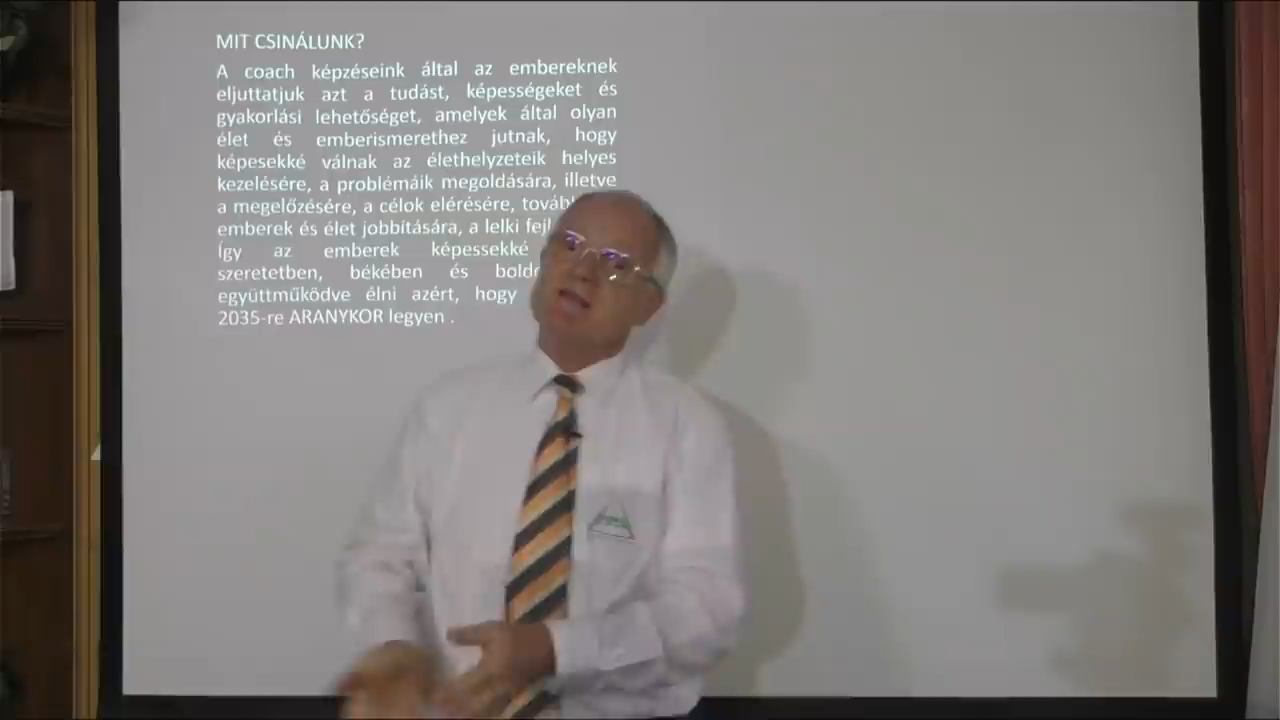 MIT CSINÁLUNK?
A coach képzéseink által az embereknek
eljuttatjuk azt a tudást, képességeket és
gyakorlási lehetőséget, amelyek által olyan
élet és emberismerethez jutnak, hogy
képesekké válnak az élethelyzeteik helyes
kezelésére, a problémáik megoldására, illetve
a megelőzésére, a célok elérésére,
emberek és élet jobbítására, a lelki
Így az emberek képessekké
szeretetben, békében és
együttműködve élni azért, hogy
2035-re ARANYKOR legyen .